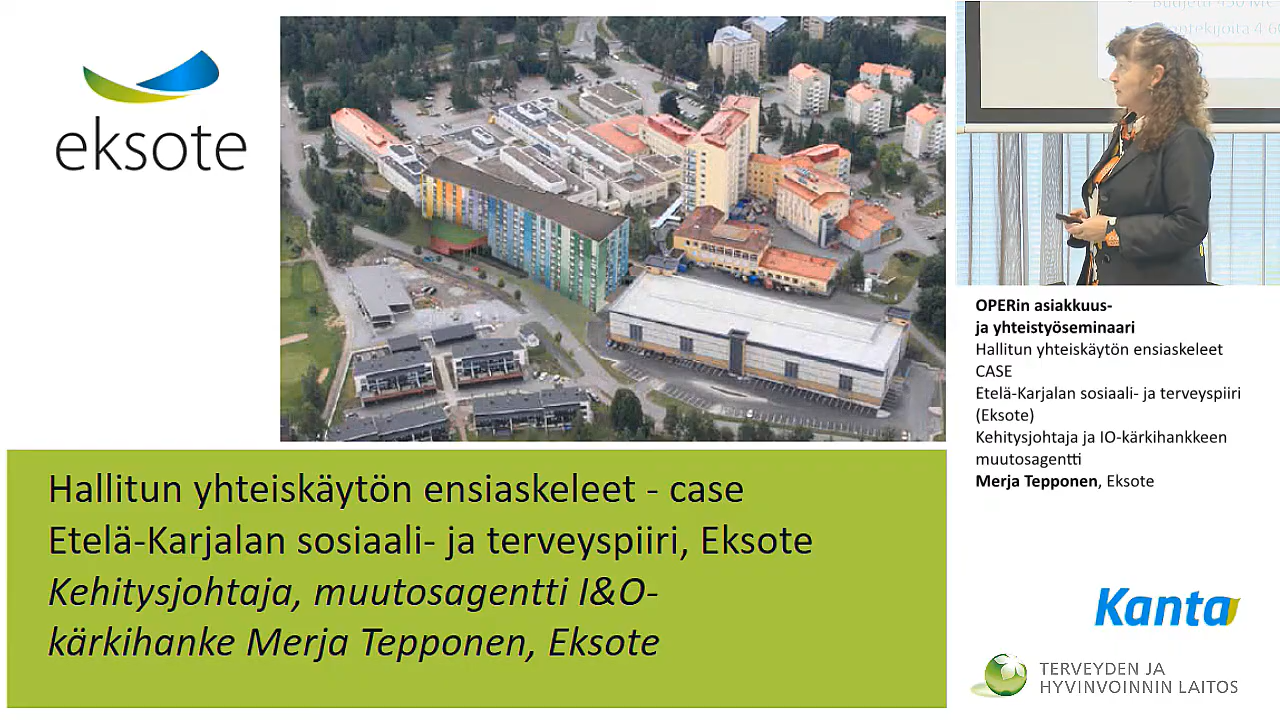 eksote
Hallitun yhteiskäytön ensiaskeleet - case
Etelä-Karjalan sosiaali- ja terveyspiiri, Eksote
Kehitysjohtaja, muutosagentti I&O-
kärkihanke Merja Tepponen, Eksote
OPERin asiakkuus-
ja yhteistyöseminaari
Hallitun yhteiskäytön ensiaskeleet
CASE
Etelä-Karjalan sosiaali- ja terveyspiiri
(Eksote)
Kehitysjohtaja ja IO-kärkihankkeen
muutosagentti
Merja Tepponen, Eksote
Kanta
TERVEYDEN JA
HYVINVOINNIN LAITOS